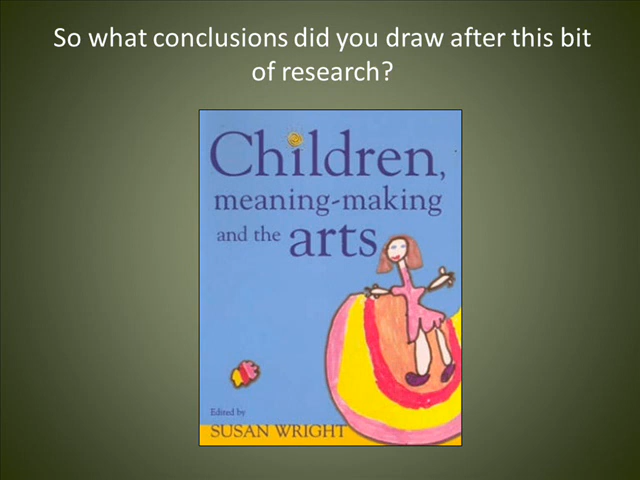 So what conclusions did you draw after this bit
of research?
Children,
meaning-making
and the arts
Edited by
SUSAN WRIGHT